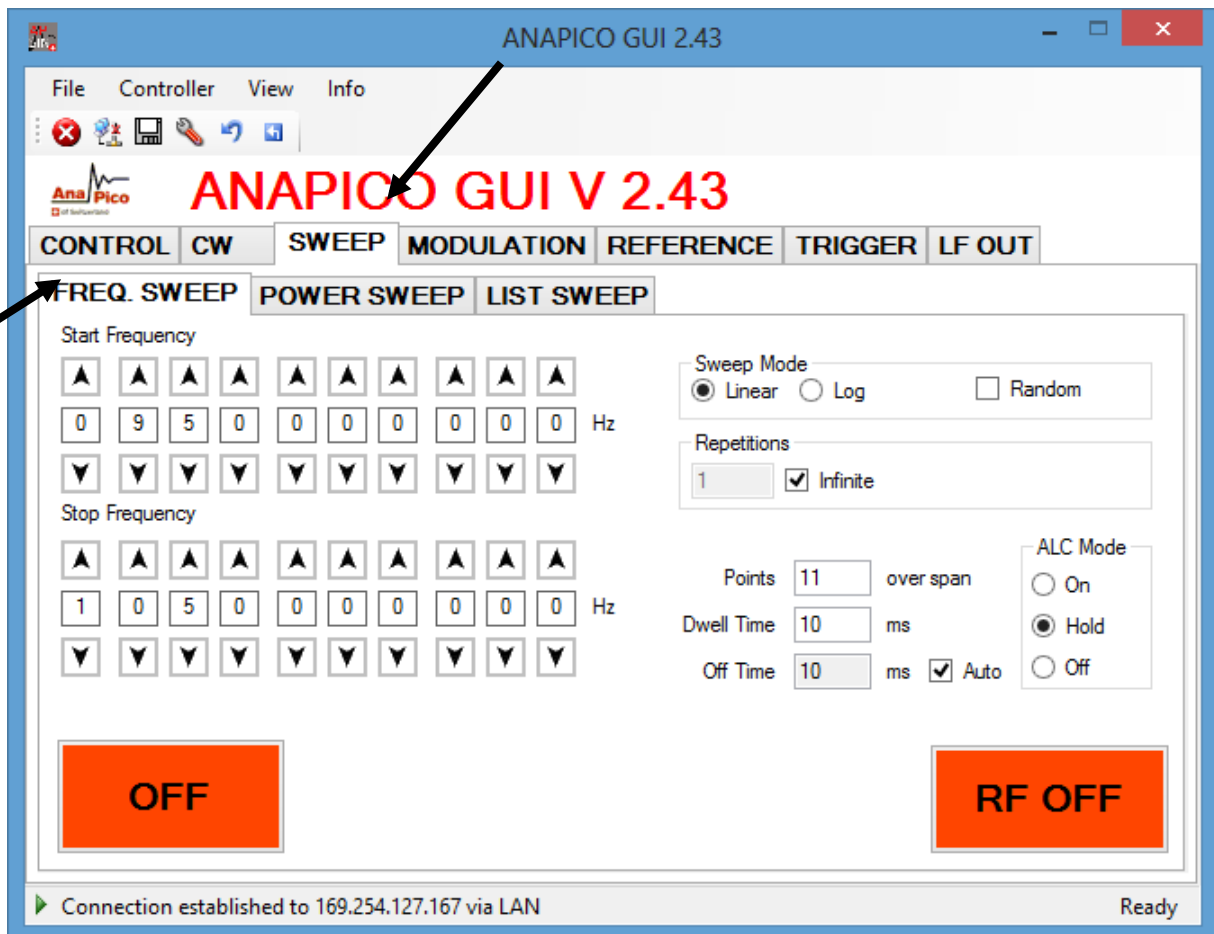 ANAPICO GUI 2.43
File Controller View Info
Ana Pico
of Switzerland
ANAPICO GUI V 2.43
CONTROL CW SWEEP MODULATION REFERENCE TRIGGER LF OUT
FREQ. SWEEP POWER SWEEP LIST SWEEP
Start Frequency
0 9 5 0 0 0 0 0 0 0 Hz
Stop Frequency
1 0 5 0 0 0 0 0 0 0 Hz
Sweep Mode
Linear Log Random
Repetitions
1 Infinite
Points 11 over span
Dwell Time 10 ms
Off Time 10 ms Auto
ALC Mode
On
Hold
Off
OFF
RF OFF
Connection established to 169.254.127.167 via LAN Ready